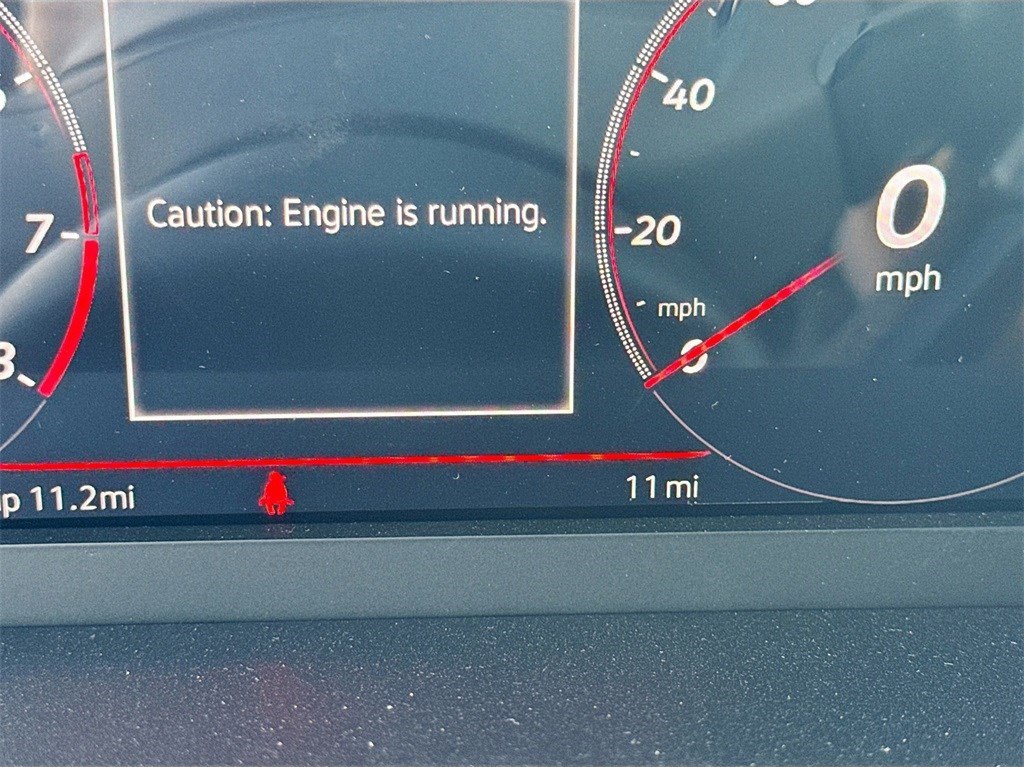 40
Caution: Engine is running.
7
20
0
mph
mph
0
11.2mi
11 mi